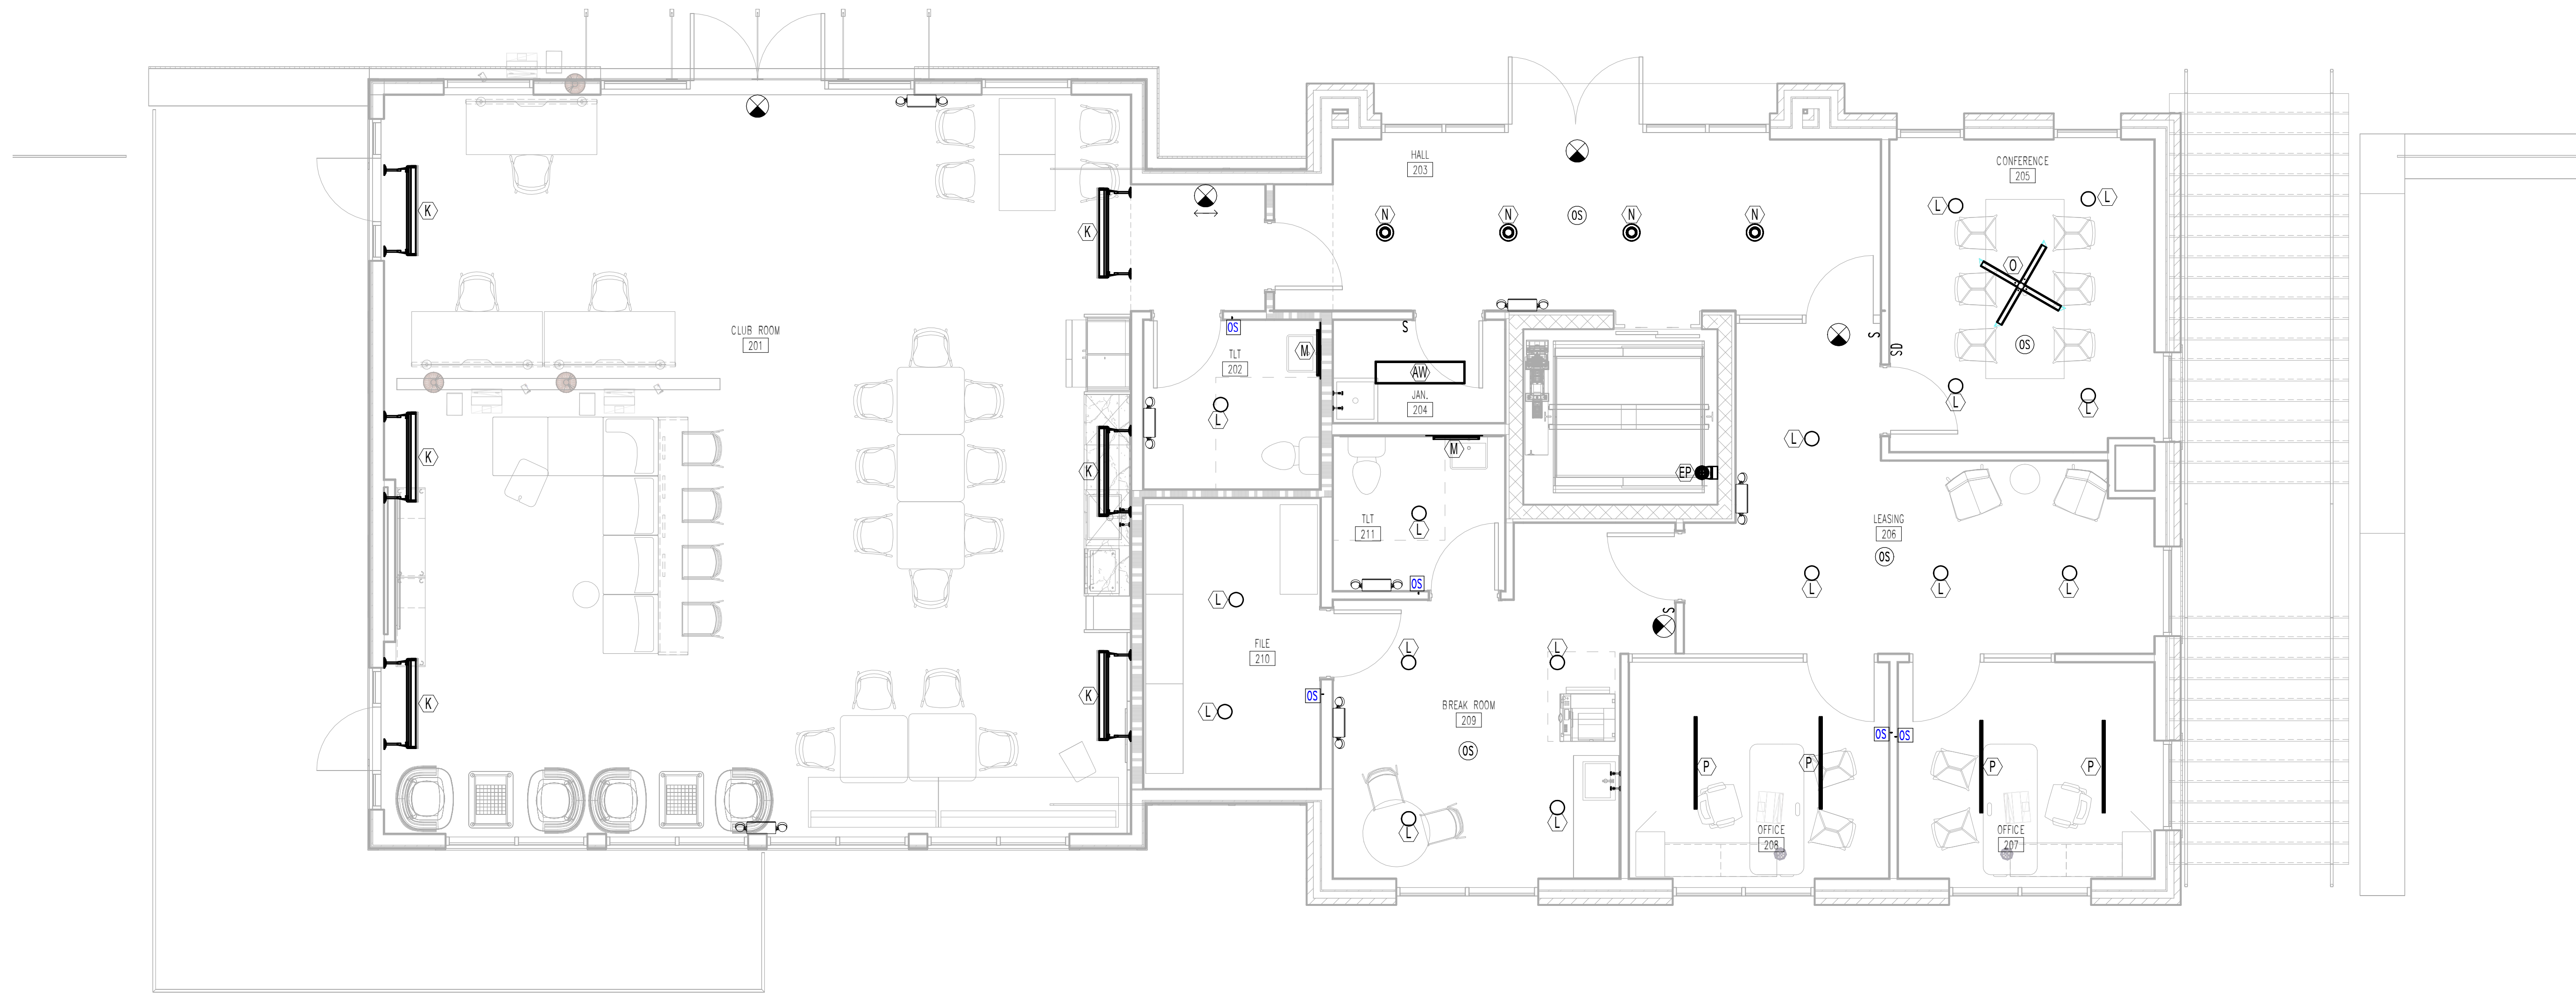 HALL
203
CONFERENCE
205
L
L
K
K
N
N
OS
N
N
O
CLUB ROOM
201
OS
S
S
SD
OS
TLT
202
M
AW
JAN.
204
L
L
L
L
K
K
M
EP
L
TLT
211
L
LEASING
206
OS
OS
L
L
L
L
S
FILE
210
L
L
K
K
OS
L
BREAK ROOM
209
OS
OS
OS
P
P
P
P
L
L
OFFICE
208
OFFICE
207